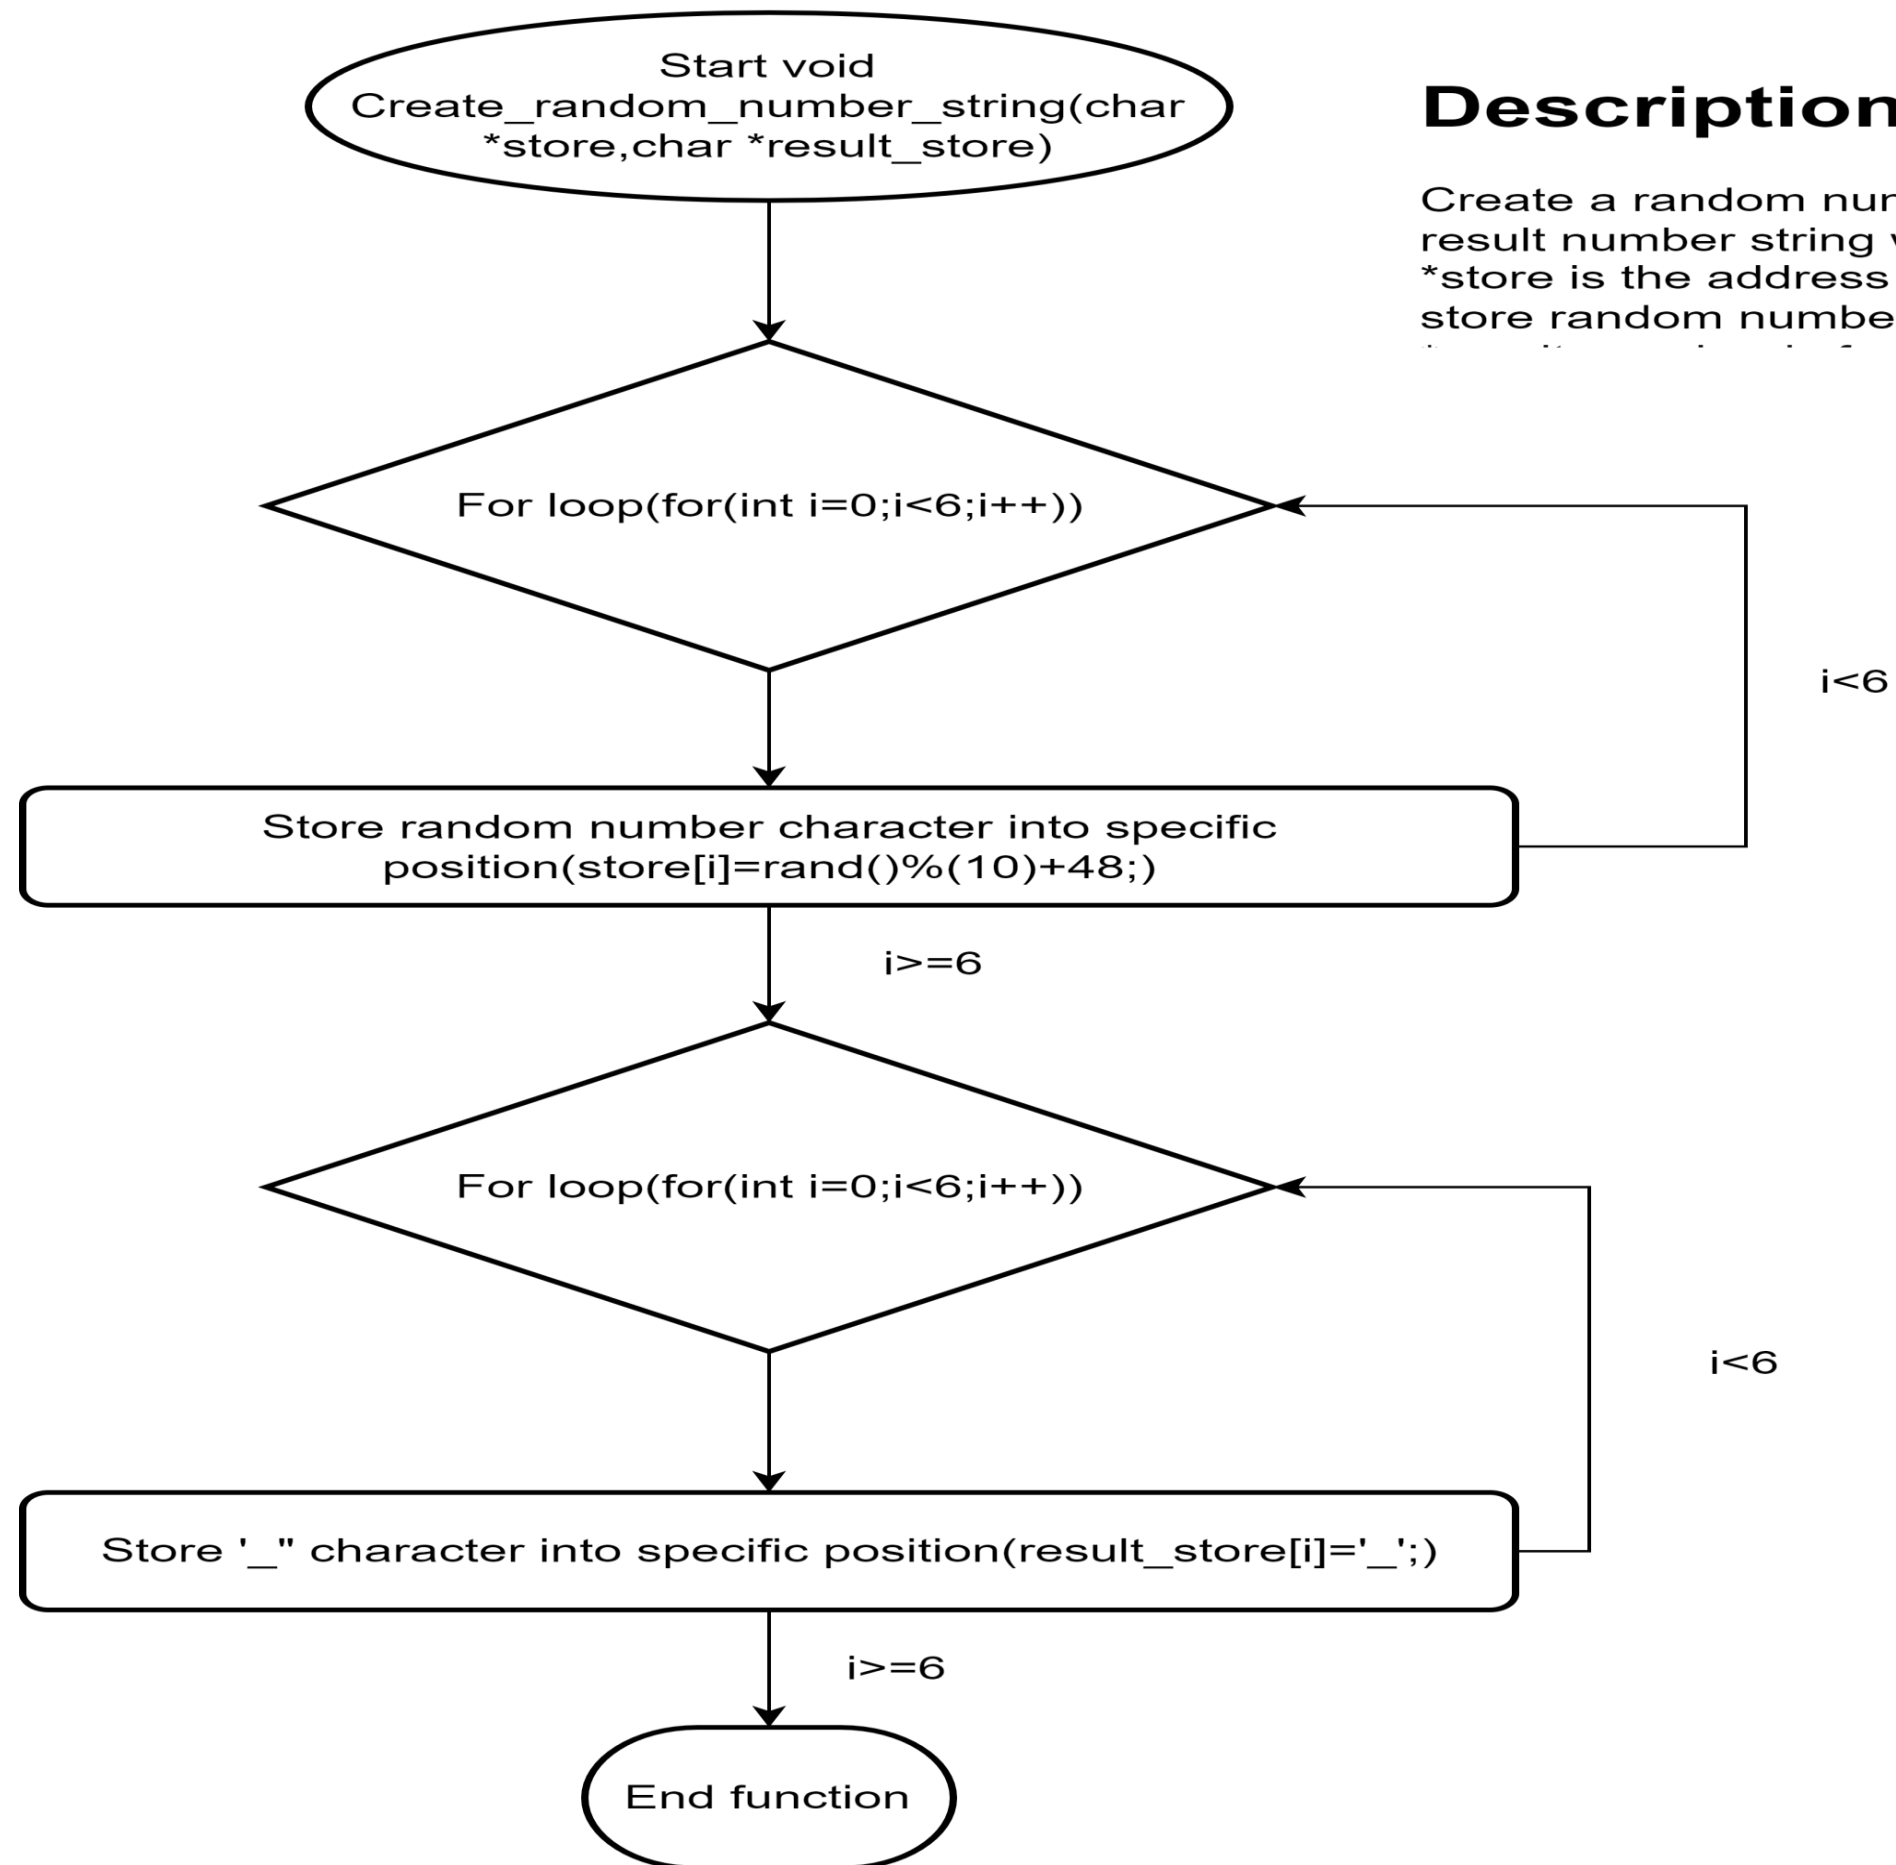 Start void
Create_random_number_string(char
*store,char *result_store)
Description
Create a random
result number string
*store is the address
store random
For loop(for(int i=0;i<6;i++))
i<6
Store random number character into specific
position(store[i]=rand()%(10)+48;)
i>=6
For loop(for(int i=0;i<6;i++))
i<6
Store '_" character into specific position(result_store[i]='_';)
i>=6
End function